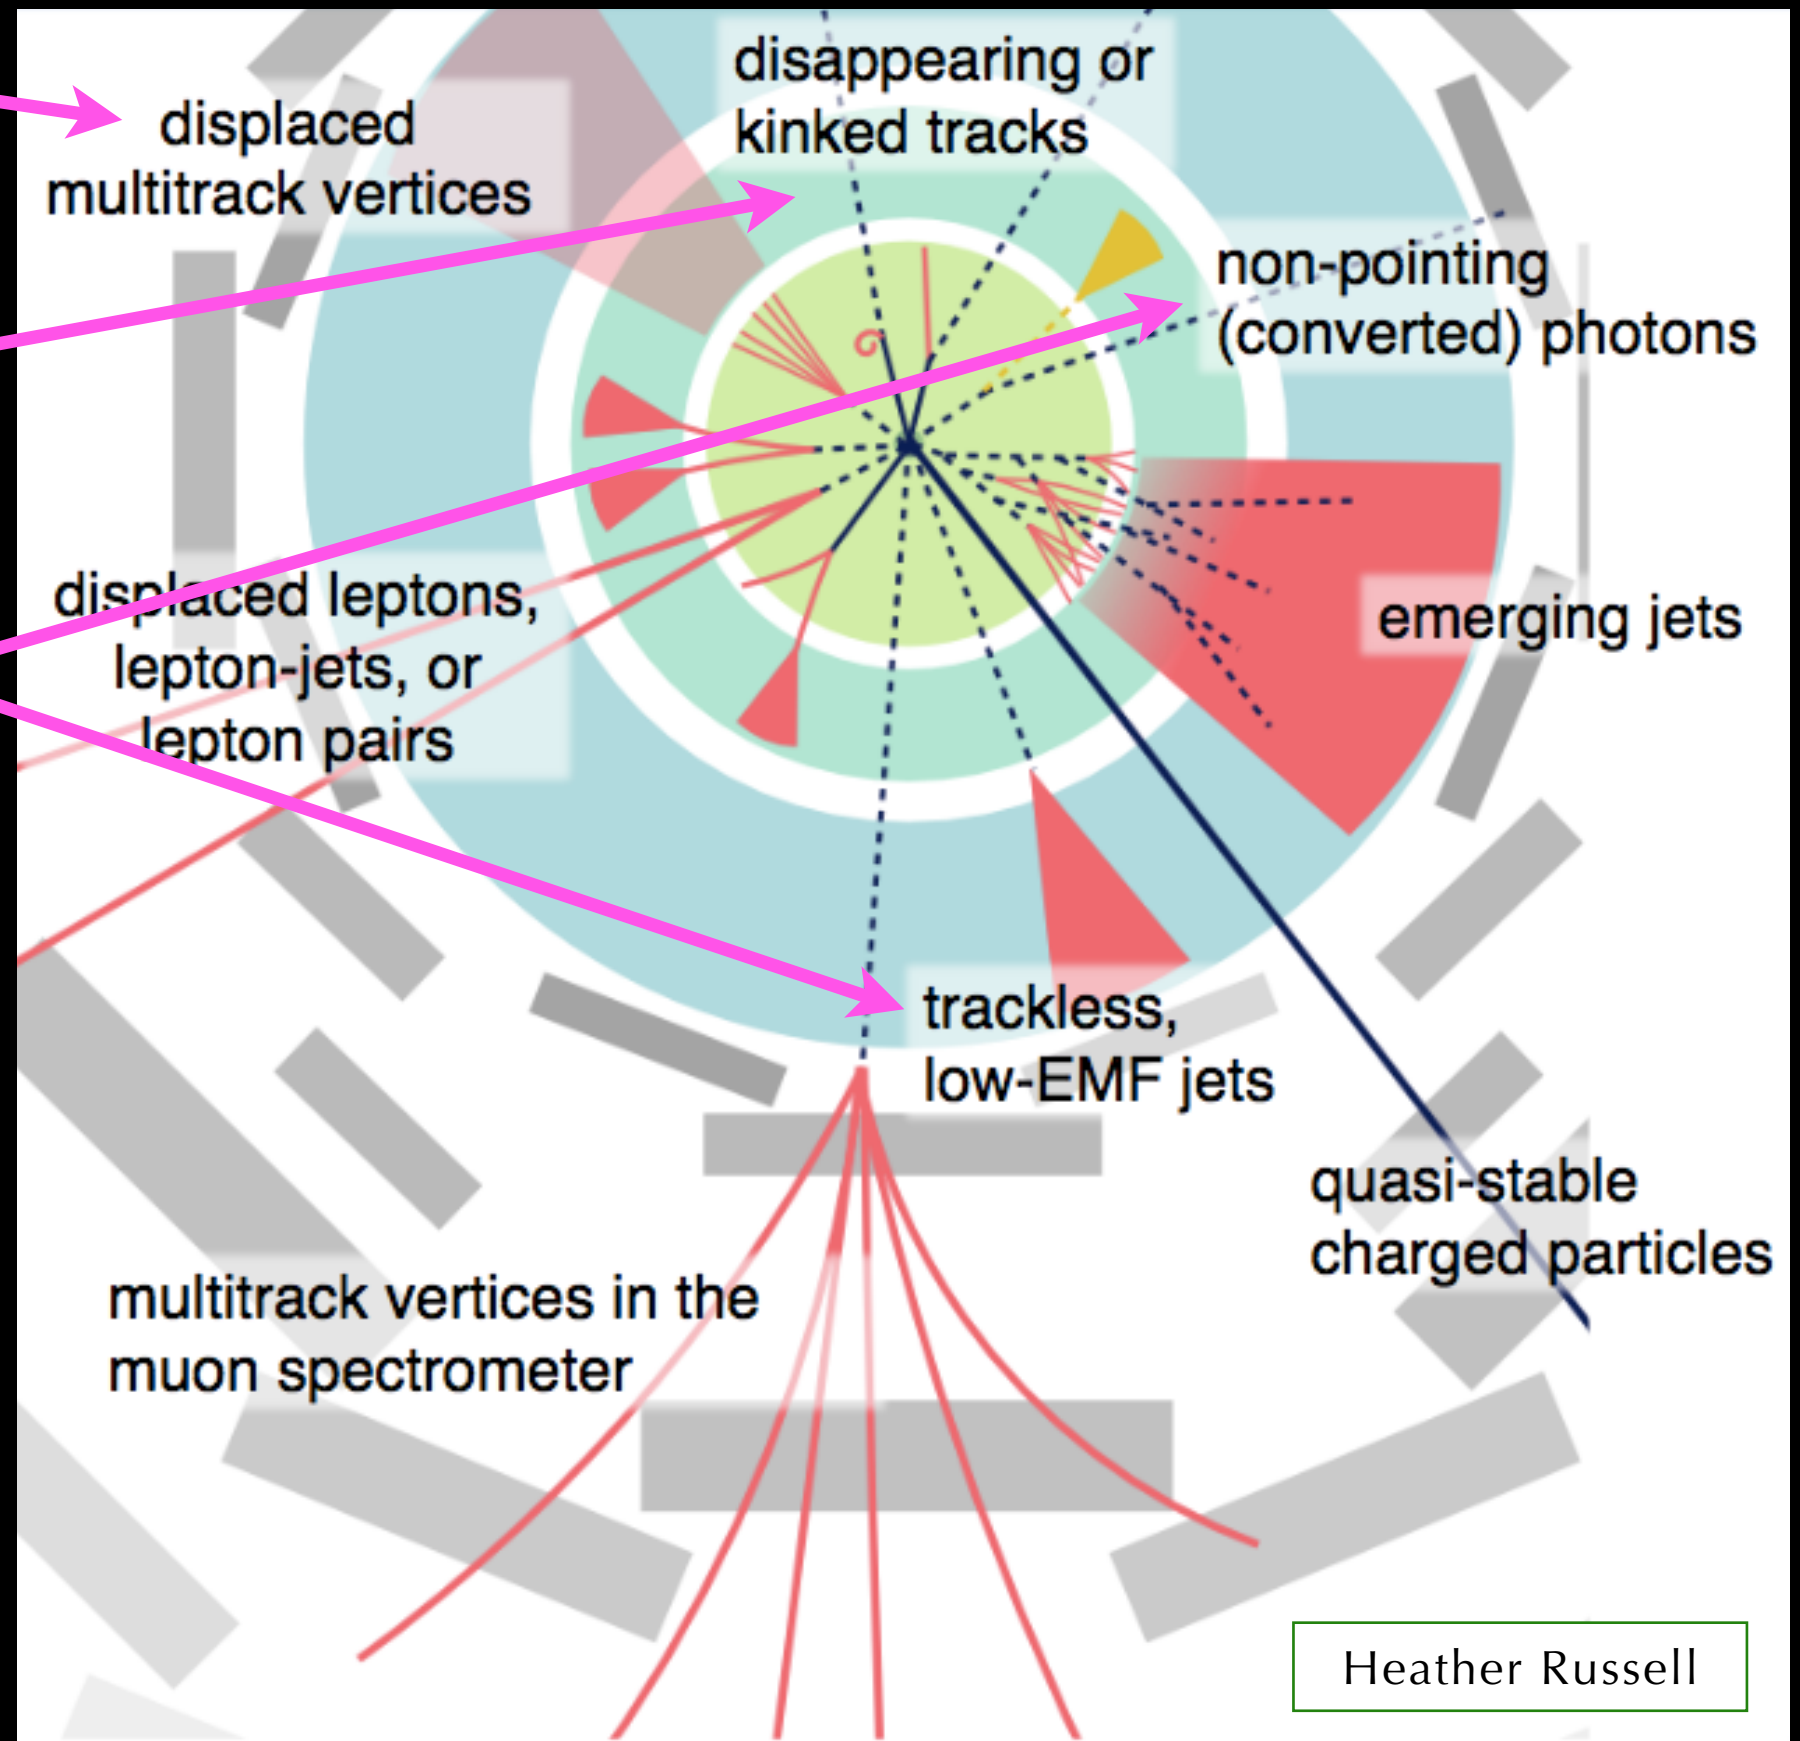 disappearing or
kinked tracks
displaced
multitrack vertices
non-pointing
(converted) photons
displaced leptons,
lepton-jets, or
lepton pairs
emerging jets
trackless,
low-EMF jets
quasi-stable
charged particles
multitrack vertices in the
muon spectrometer
Heather Russell